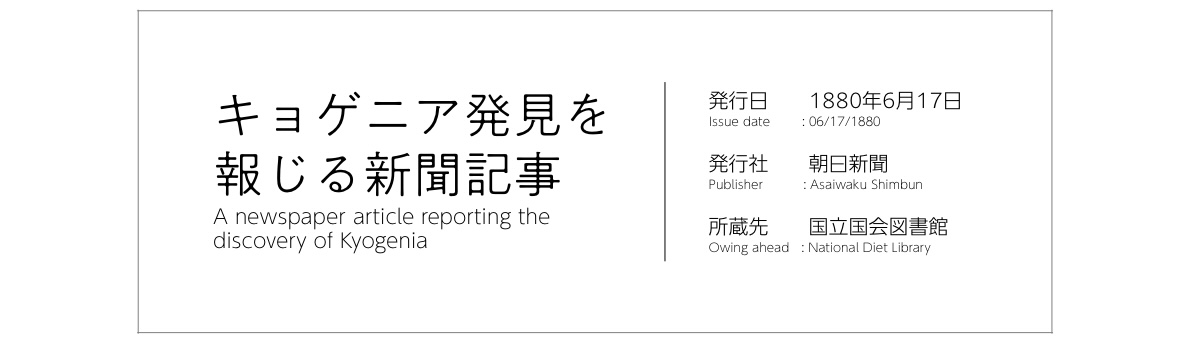 キョゲニア発見を
報じる新聞記事
A newspaper article reporting the
discovery of Kyogenia
発行日 1880年6月17日
Issue date : 06/17/1880
発行社 朝曰新聞
Publisher : Asaiwaku Shimbun
所蔵先 国立国会図書館
Owing ahead : National Diet Library